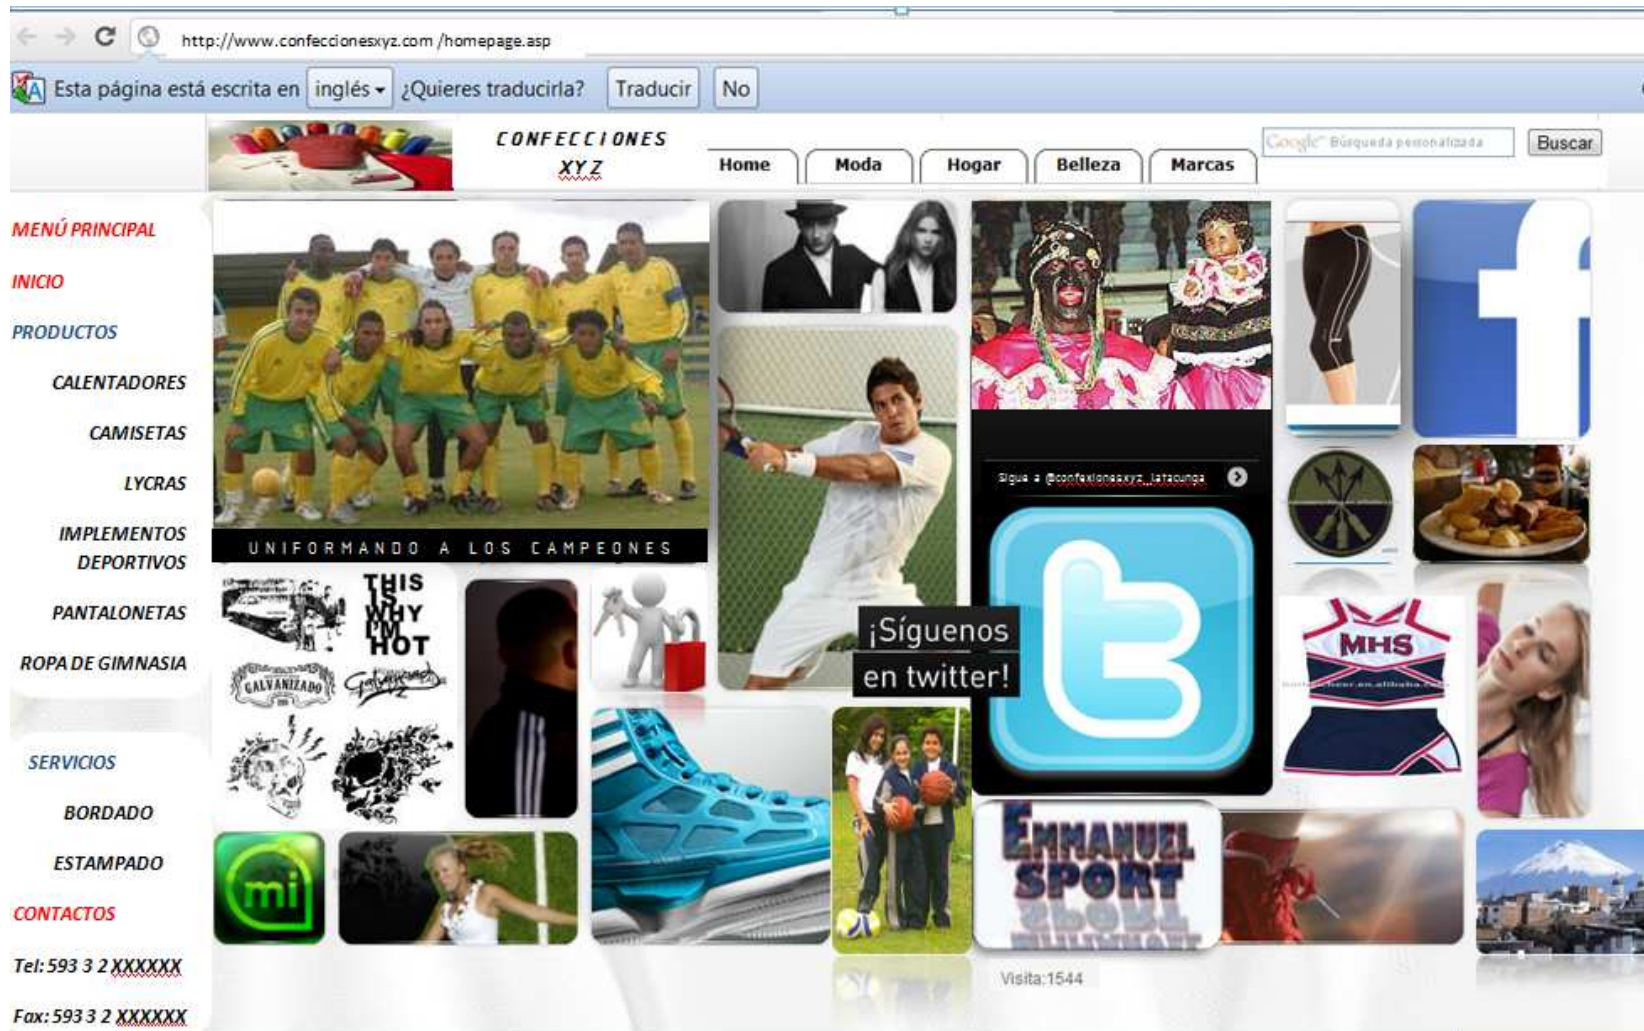 http://www.confeccionesxyz.com /homepage.asp
Esta página está escrita en inglés ¿Quieres traducirla? Traducir No
CONFECCIONES
XYZ
Home Moda Hogar Belleza Marcas
Google™ Búsqueda personalizada Buscar
MENÚ PRINCIPAL
INICIO
PRODUCTOS
CALENTADORES
CAMISETAS
LYCRAS
IMPLEMENTOS
DEPORTIVOS
PANTALONETAS
ROPA DE GIMNASIA
SERVICIOS
BORDADO
ESTAMPADO
CONTACTOS
Tel: 593 3 2 XXXXXX
Fax: 593 3 2 XXXXXX
UNIFORMANDO A LOS CAMPEONES
THIS
IS
WHY
I'M
HOT
GALVANIZADO
mi
Sigue a @confexionesxyz_latacunga
¡Síguenos
en twitter!
MHS
EMMANUEL
SPORT
Visita:1544